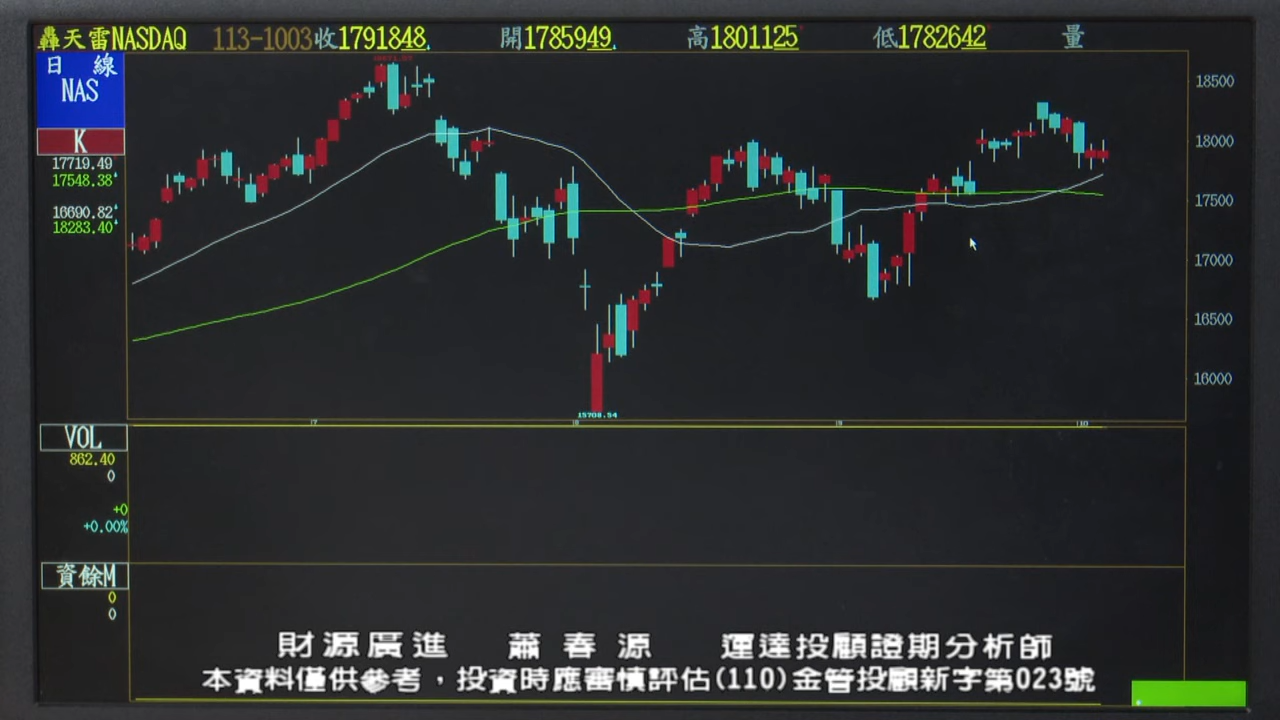 轟天雷NASDAQ 113-1003收1791848 開1785949 高1801125 低1782642 量
日 線
NAS
K
17719.49
17548.38
16690.82
18283.40
18500
18000
17500
17000
16500
16000
15708.54
7
8
9
10
VOL
862.40
0
+0
+0.00%
資餘M
0
0
財源廣進 蕭春源 運達投顧證期分析師
本資料僅供參考，投資時應審慎評估(110)金管投顧新字第023號